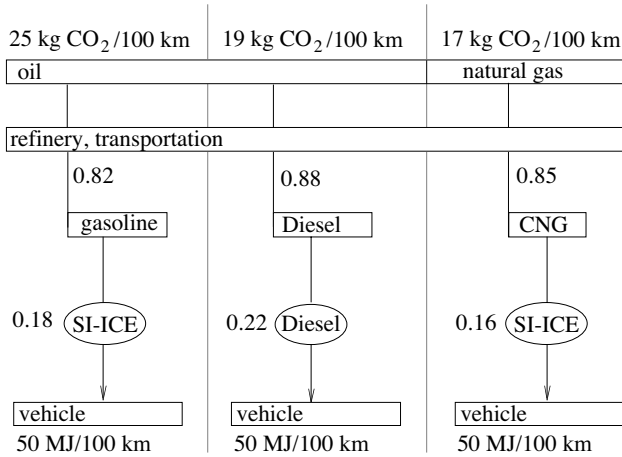 25 kg CO2/100 km 19 kg CO2/100 km 17 kg CO2/100 km
oil natural gas
refinery, transportation
0.82 0.88 0.85
gasoline Diesel CNG
0.18 SI-ICE 0.22 Diesel 0.16 SI-ICE
vehicle vehicle vehicle
50 MJ/100 km 50 MJ/100 km 50 MJ/100 km